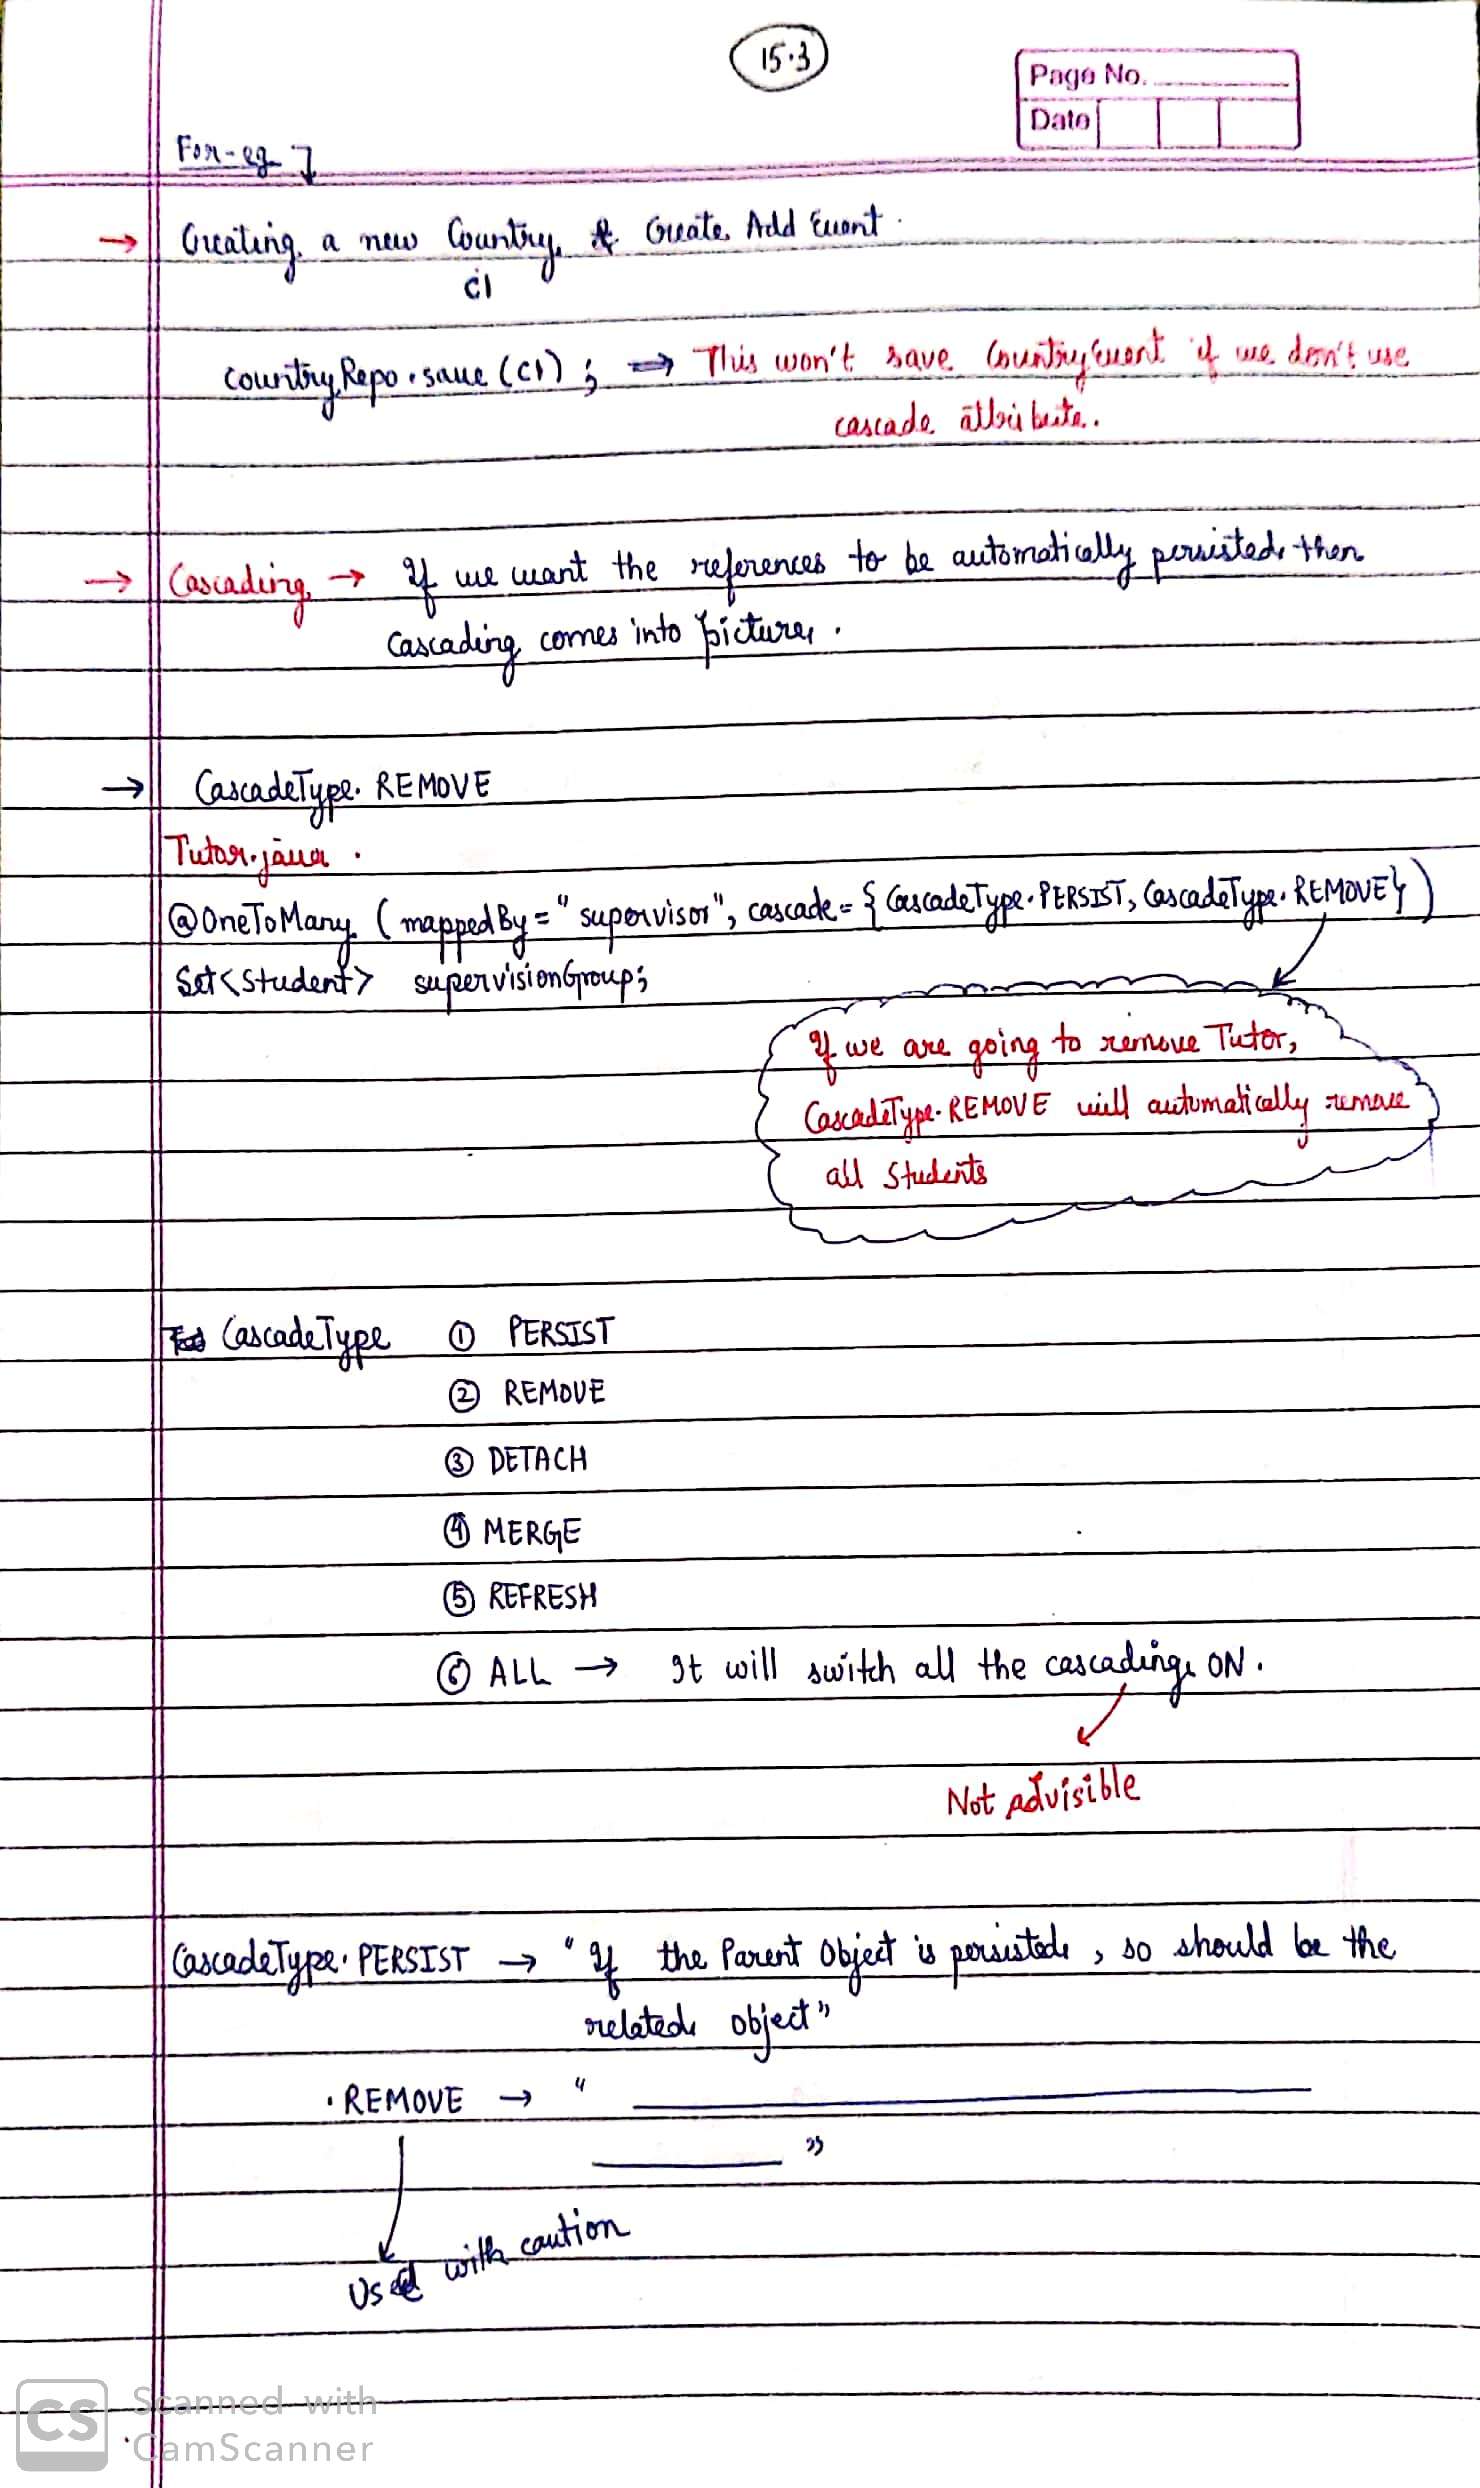 15.3
Page No.
Date
For-eg
→ Creating a new Country & Create Add Event.
c1
countryRepo.save(c1); ⇒ This won't save CountryEvent if we don't use
cascade attribute.
→ Cascading → If we want the references to be automatically persisted then
Cascading comes into picture.
→ CascadeType.REMOVE
Tutor.java.
@OneToMany (mappedBy="supervisor", cascade={CascadeType.PERSIST, CascadeType.REMOVE})
Set<Student> supervisionGroup;
If we are going to remove Tutor,
CascadeType.REMOVE will automatically remove
all Students
CascadeType ① PERSIST
② REMOVE
③ DETACH
④ MERGE
⑤ REFRESH
⑥ ALL → It will switch all the cascading ON.
Not advisible
CascadeType.PERSIST → "If the Parent Object is persisted, so should be the
related object"
.REMOVE → "
"
Used with caution
CS Scanned with
CamScanner